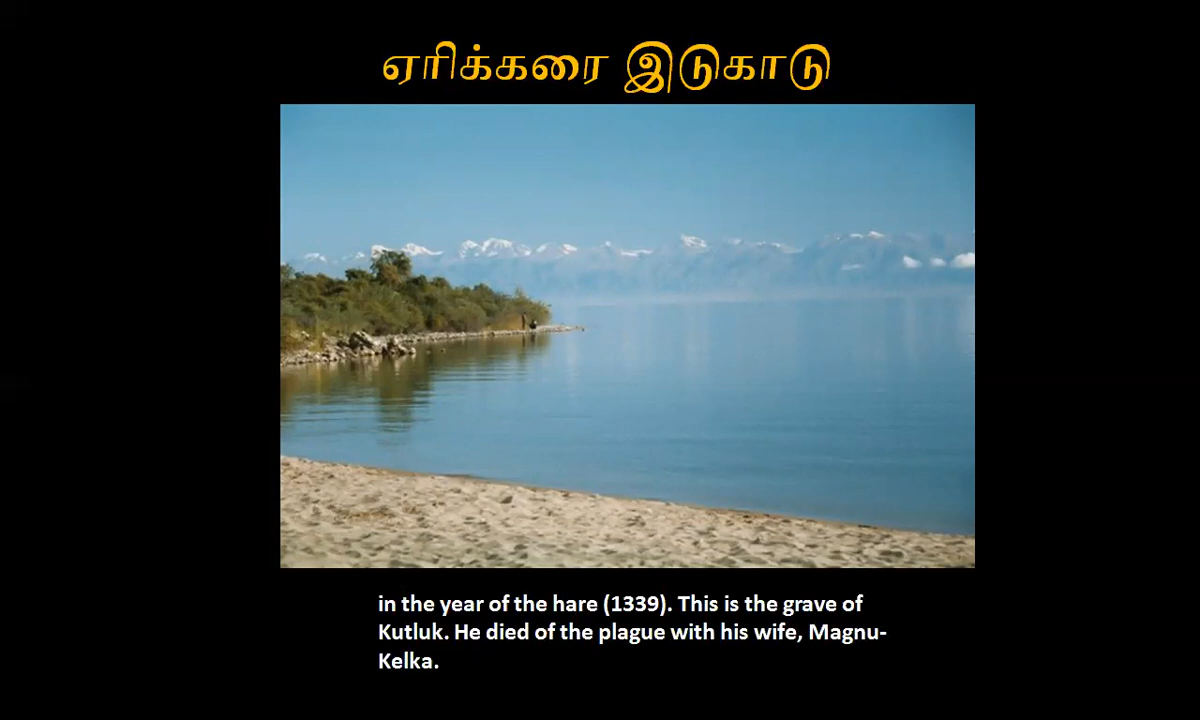 ஏரிக்கரை இடுகாடு
in the year of the hare (1339). This is the grave of
Kutluk. He died of the plague with his wife, Magnu-
Kelka.